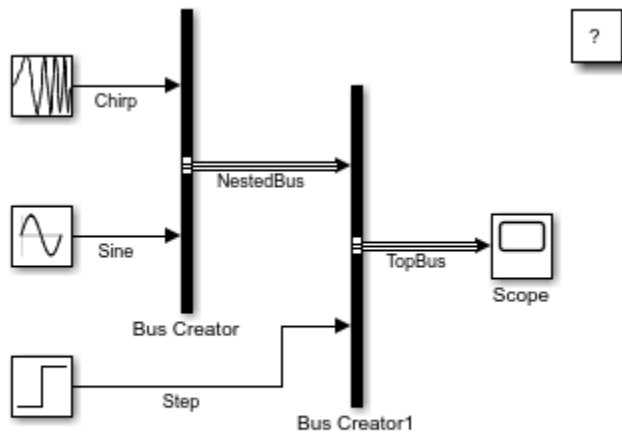 ?
Chirp
NestedBus
Sine
TopBus
Scope
Bus Creator
Step
Bus Creator1